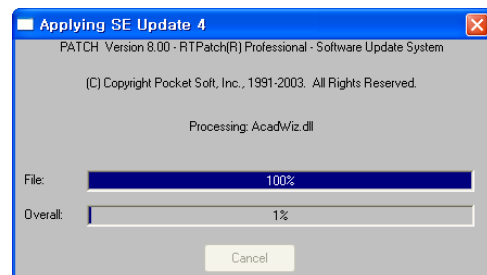 Applying SE Update 4
PATCH Version 8.00 - RTPatch(R) Professional - Software Update System
(C) Copyright Pocket Soft, Inc., 1991-2003. All Rights Reserved.
Processing: AcadWiz.dll
File: 100%
Overall: 1%
Cancel